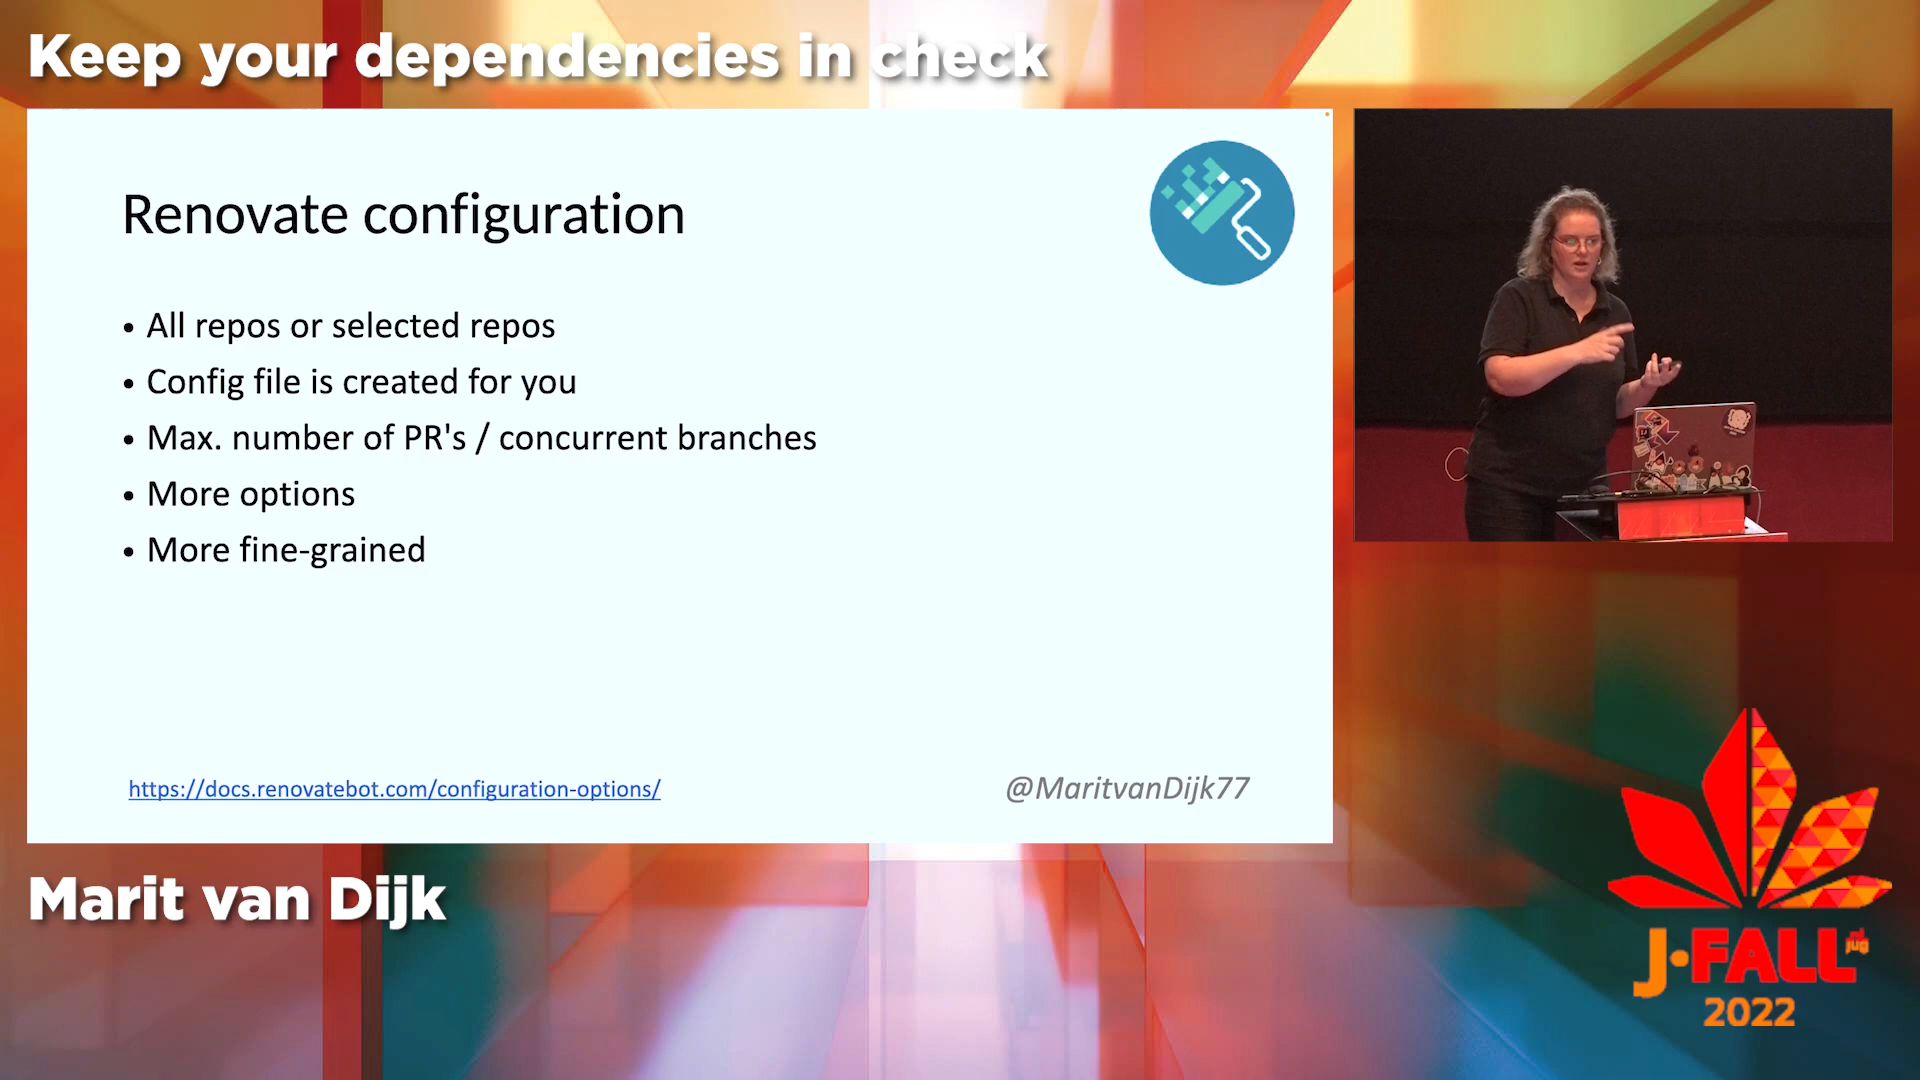 Keep your dependencies in check
Renovate configuration
• All repos or selected repos
• Config file is created for you
• Max. number of PR's / concurrent branches
• More options
• More fine-grained
https://docs.renovatebot.com/configuration-options/
@MaritvanDijk77
Marit van Dijk
J•FALL
nl
jug
2022